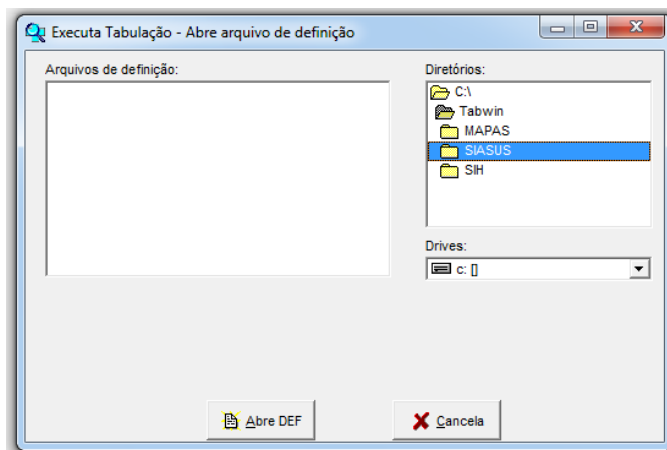 Executa Tabulação - Abre arquivo de definição
Arquivos de definição:
Diretórios:
C:\
Tabwin
MAPAS
SIASUS
SIH
Drives:
c: []
Abre DEF
Cancela